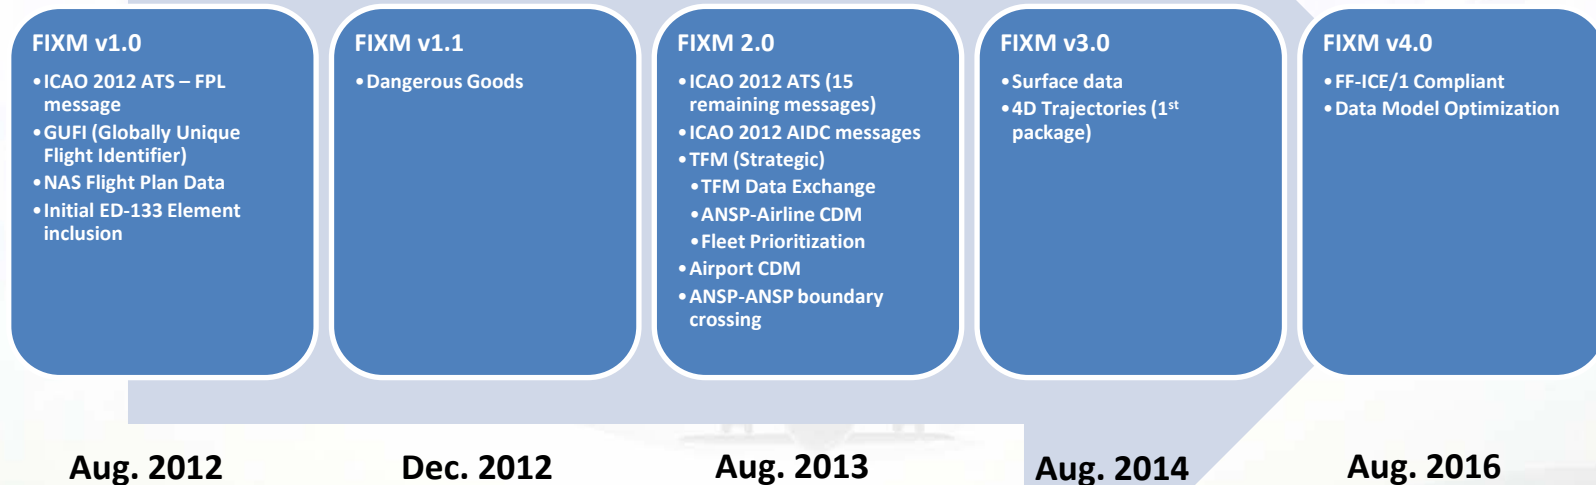 FIXM v1.0
•ICAO 2012 ATS – FPL
message
•GUFI (Globally Unique
Flight Identifier)
•NAS Flight Plan Data
•Initial ED-133 Element
inclusion
FIXM v1.1
•Dangerous Goods
FIXM 2.0
•ICAO 2012 ATS (15
remaining messages)
•ICAO 2012 AIDC messages
•TFM (Strategic)
•TFM Data Exchange
•ANSP-Airline CDM
•Fleet Prioritization
•Airport CDM
•ANSP-ANSP boundary
crossing
FIXM v3.0
•Surface data
•4D Trajectories (1st
package)
FIXM v4.0
•FF-ICE/1 Compliant
•Data Model Optimization
Aug. 2012
Dec. 2012
Aug. 2013
Aug. 2014
Aug. 2016